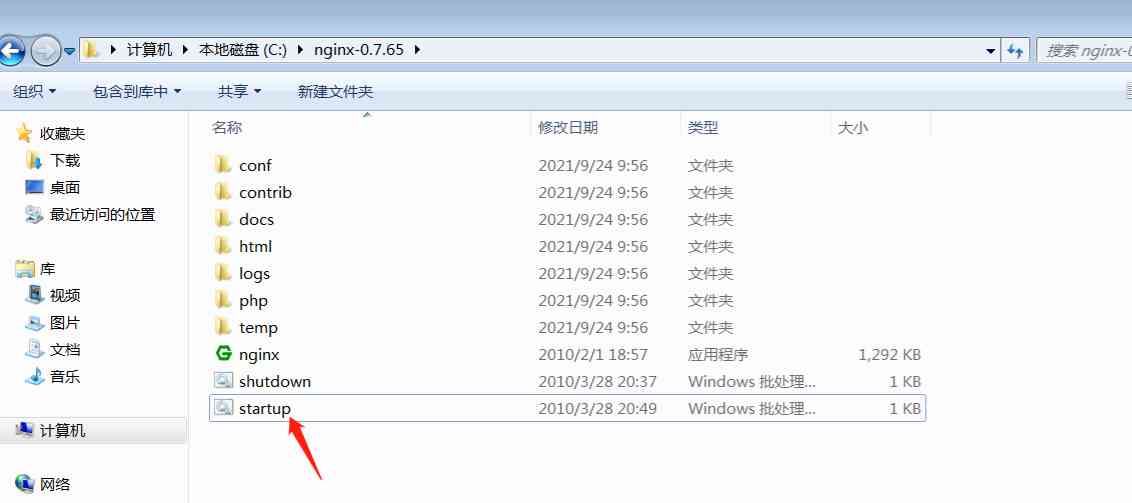 计算机 本地磁盘 (C:) nginx-0.7.65 搜索 nginx-0
组织 包含到库中 共享 新建文件夹
名称 修改日期 类型 大小
收藏夹
下载
桌面
最近访问的位置
库
视频
图片
文档
音乐
计算机
网络
conf 2021/9/24 9:56 文件夹
contrib 2021/9/24 9:56 文件夹
docs 2021/9/24 9:56 文件夹
html 2021/9/24 9:56 文件夹
logs 2021/9/24 9:56 文件夹
php 2021/9/24 9:56 文件夹
temp 2021/9/24 9:56 文件夹
nginx 2010/2/1 18:57 应用程序 1,292 KB
shutdown 2010/3/28 20:37 Windows 批处理... 1 KB
startup 2010/3/28 20:49 Windows 批处理... 1 KB